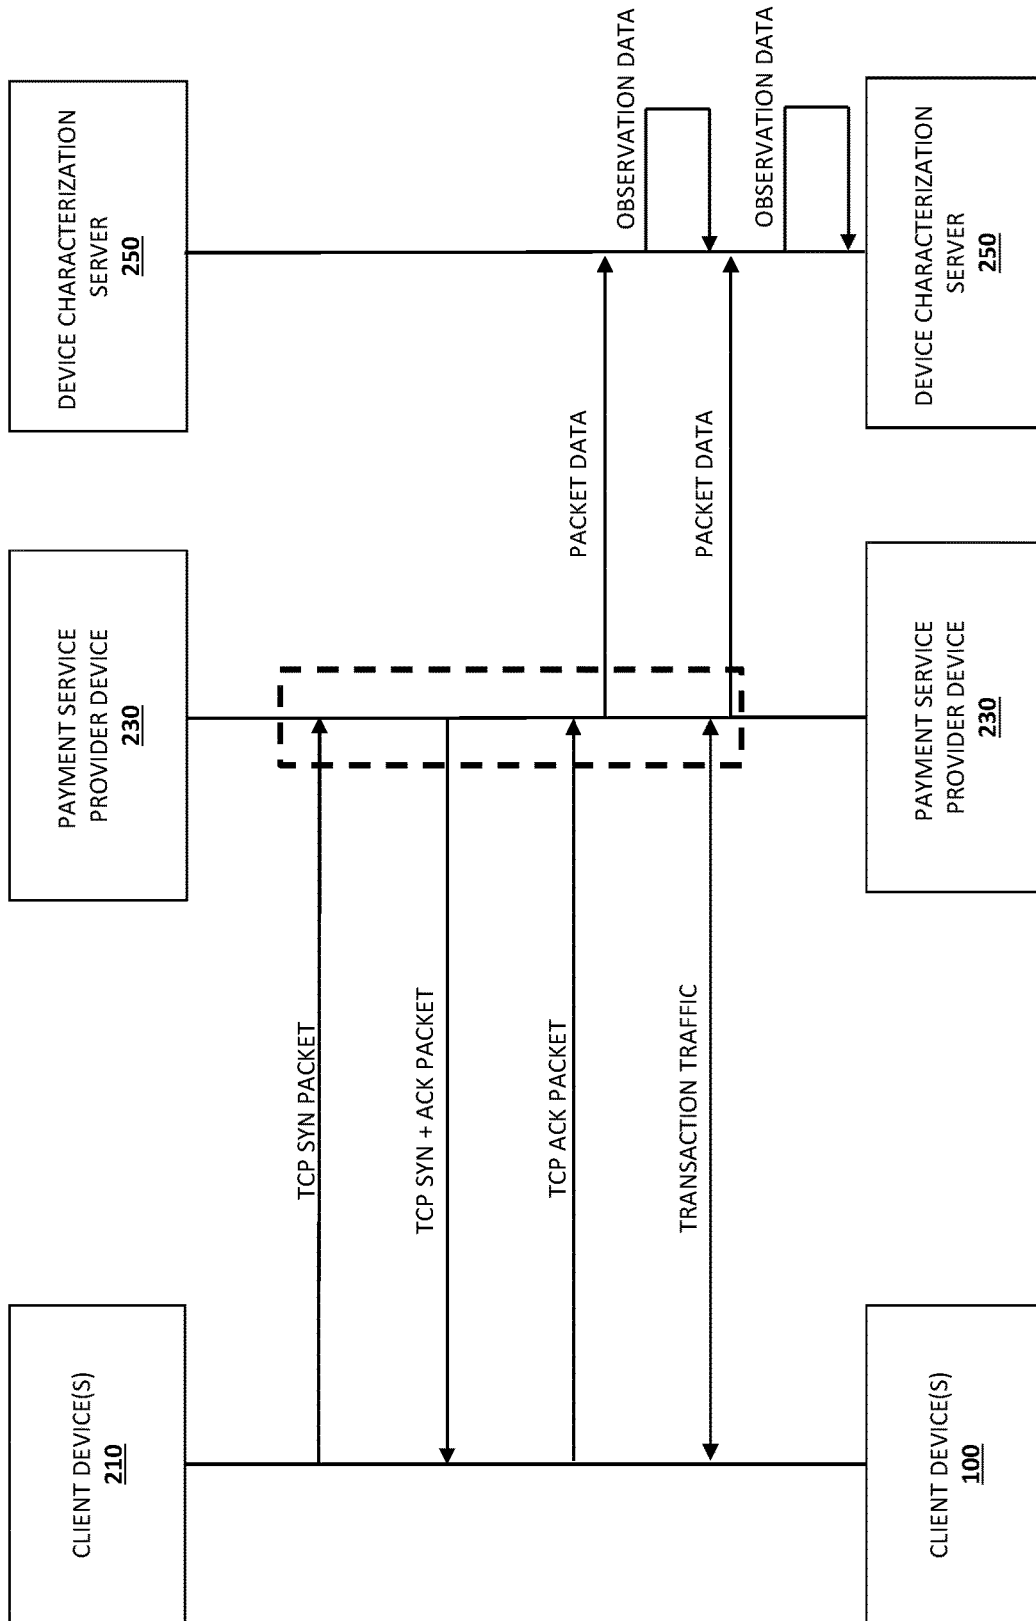 CLIENT DEVICE(S)
210
PAYMENT SERVICE
PROVIDER DEVICE
230
DEVICE CHARACTERIZATION
SERVER
250
TCP SYN PACKET
TCP SYN + ACK PACKET
TCP ACK PACKET
PACKET DATA
OBSERVATION DATA
TRANSACTION TRAFFIC
PACKET DATA
OBSERVATION DATA
CLIENT DEVICE(S)
100
PAYMENT SERVICE
PROVIDER DEVICE
230
DEVICE CHARACTERIZATION
SERVER
250